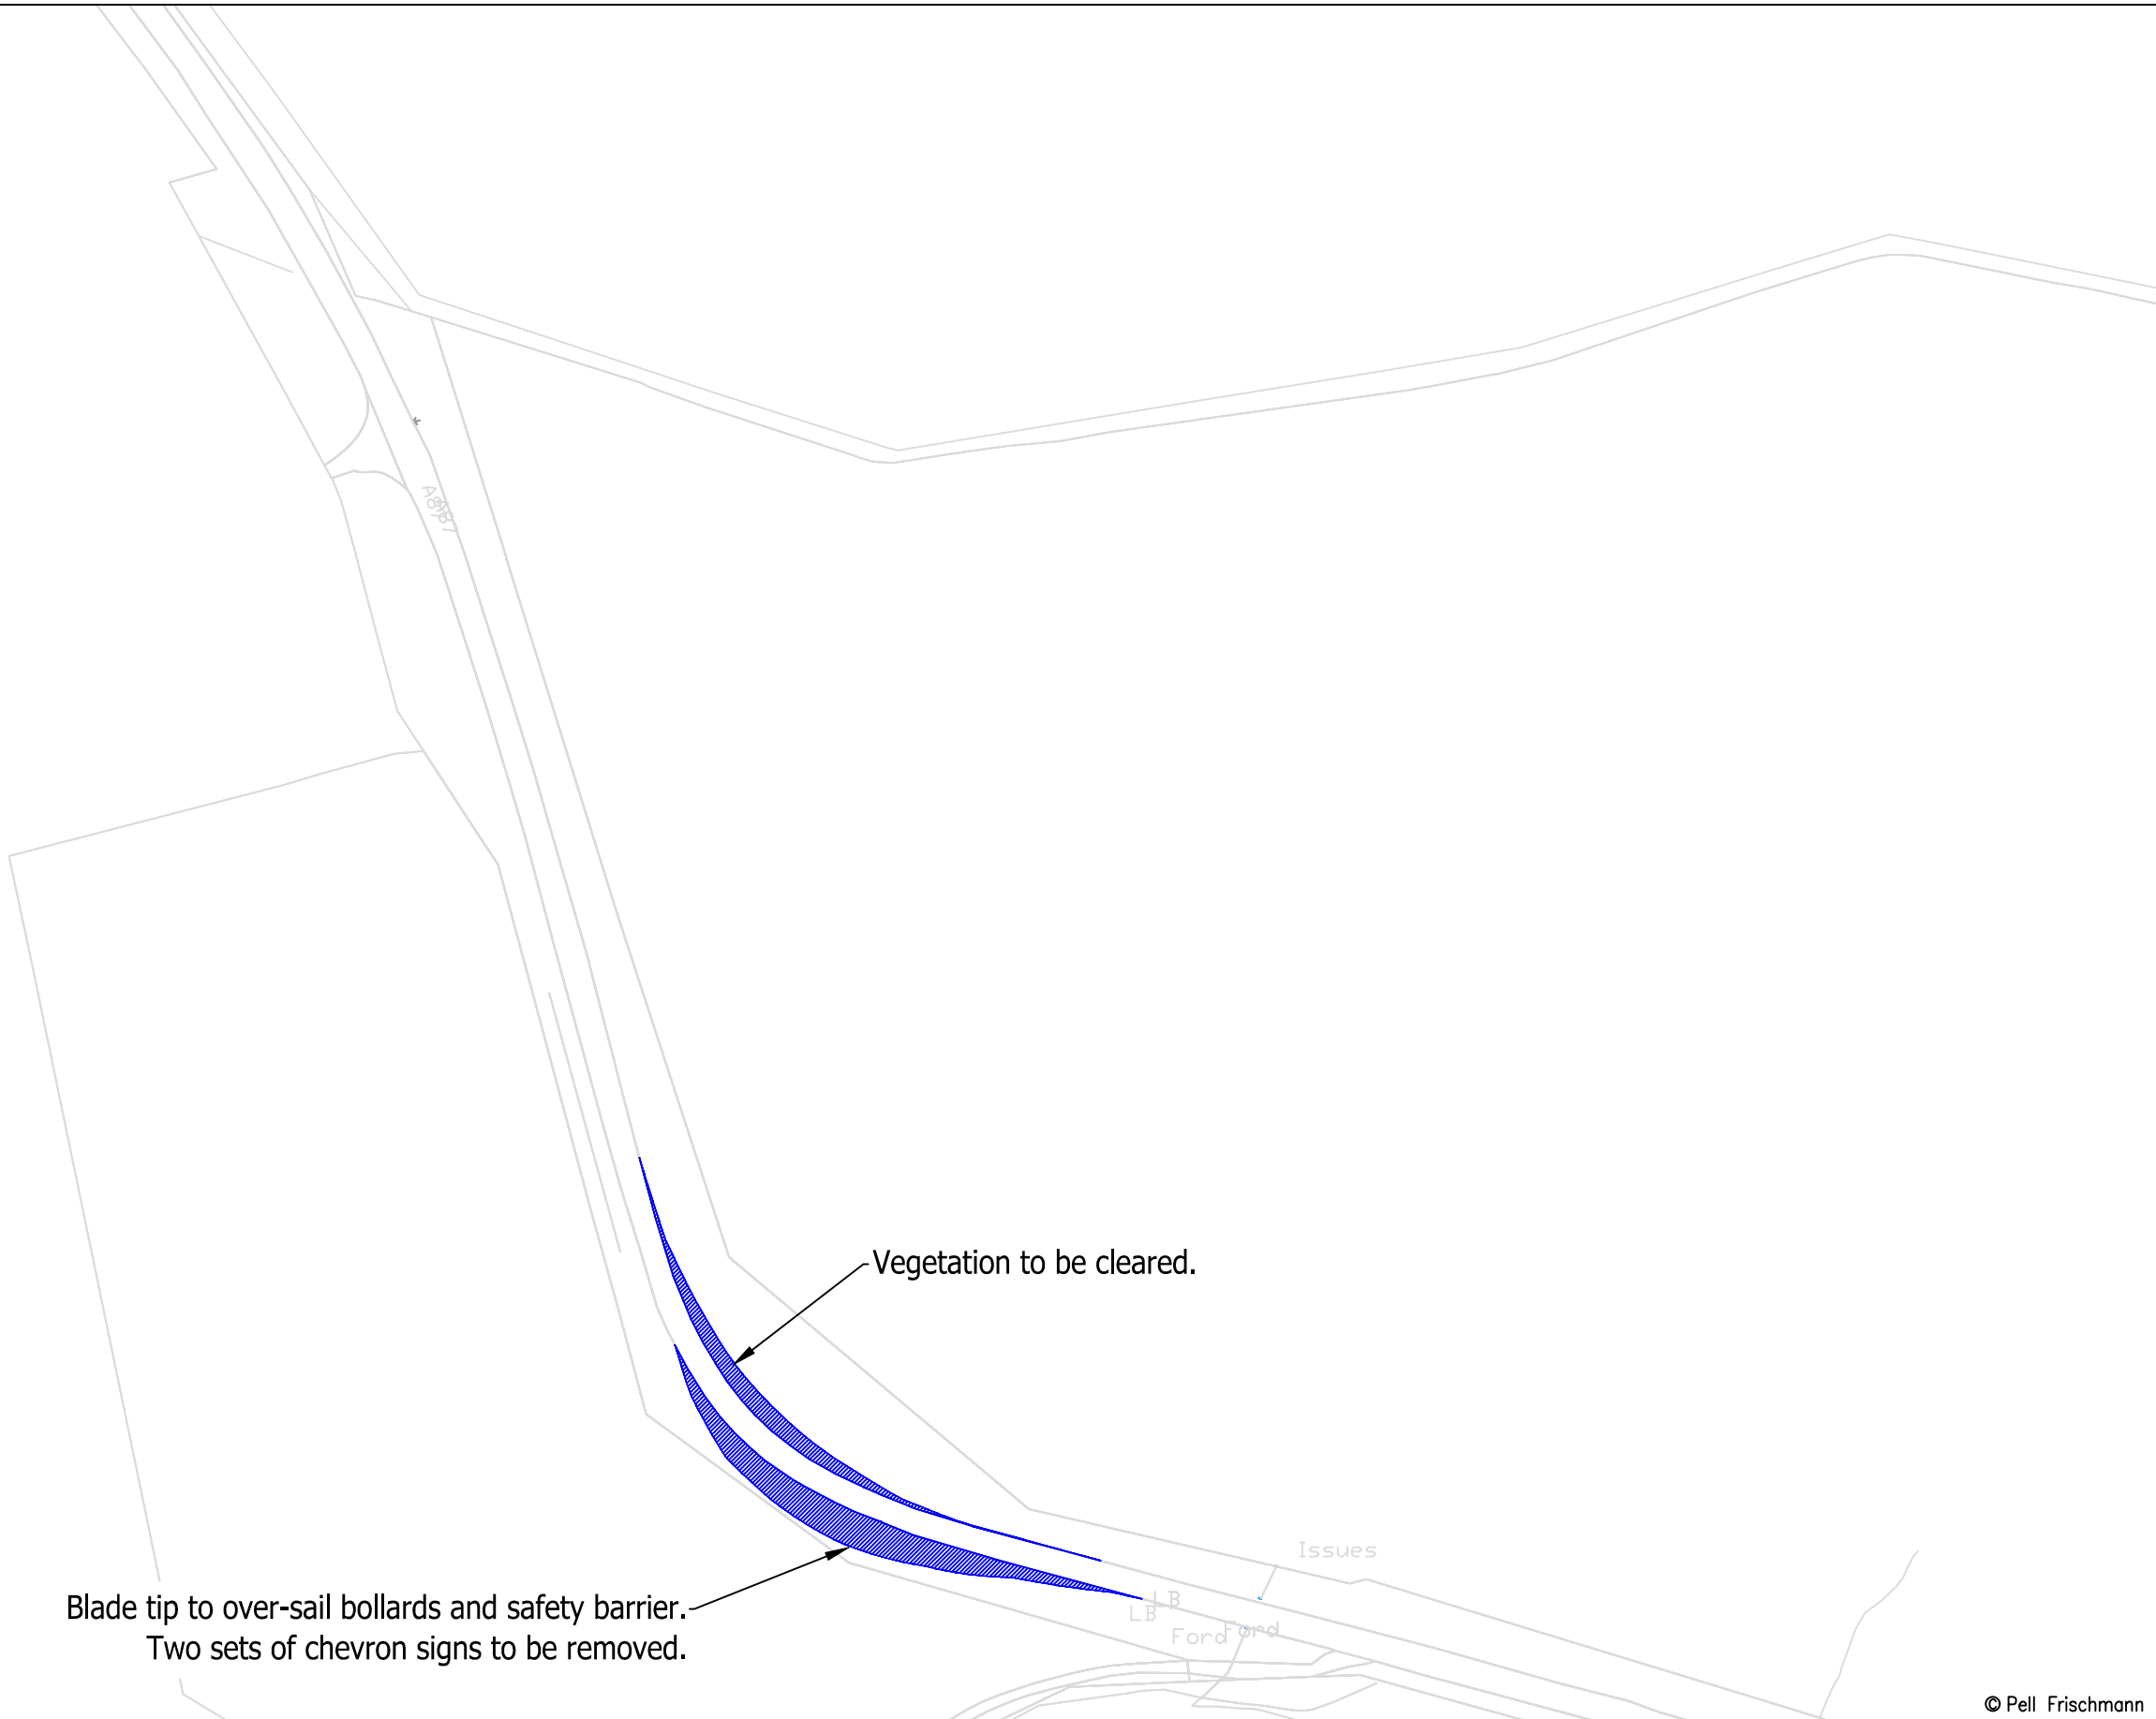 Vegetation to be cleared.
Issues
LB
LB
Ford
Ford
Blade tip to over-sail bollards and safety barrier.
Two sets of chevron signs to be removed.
© Pell Frischmann